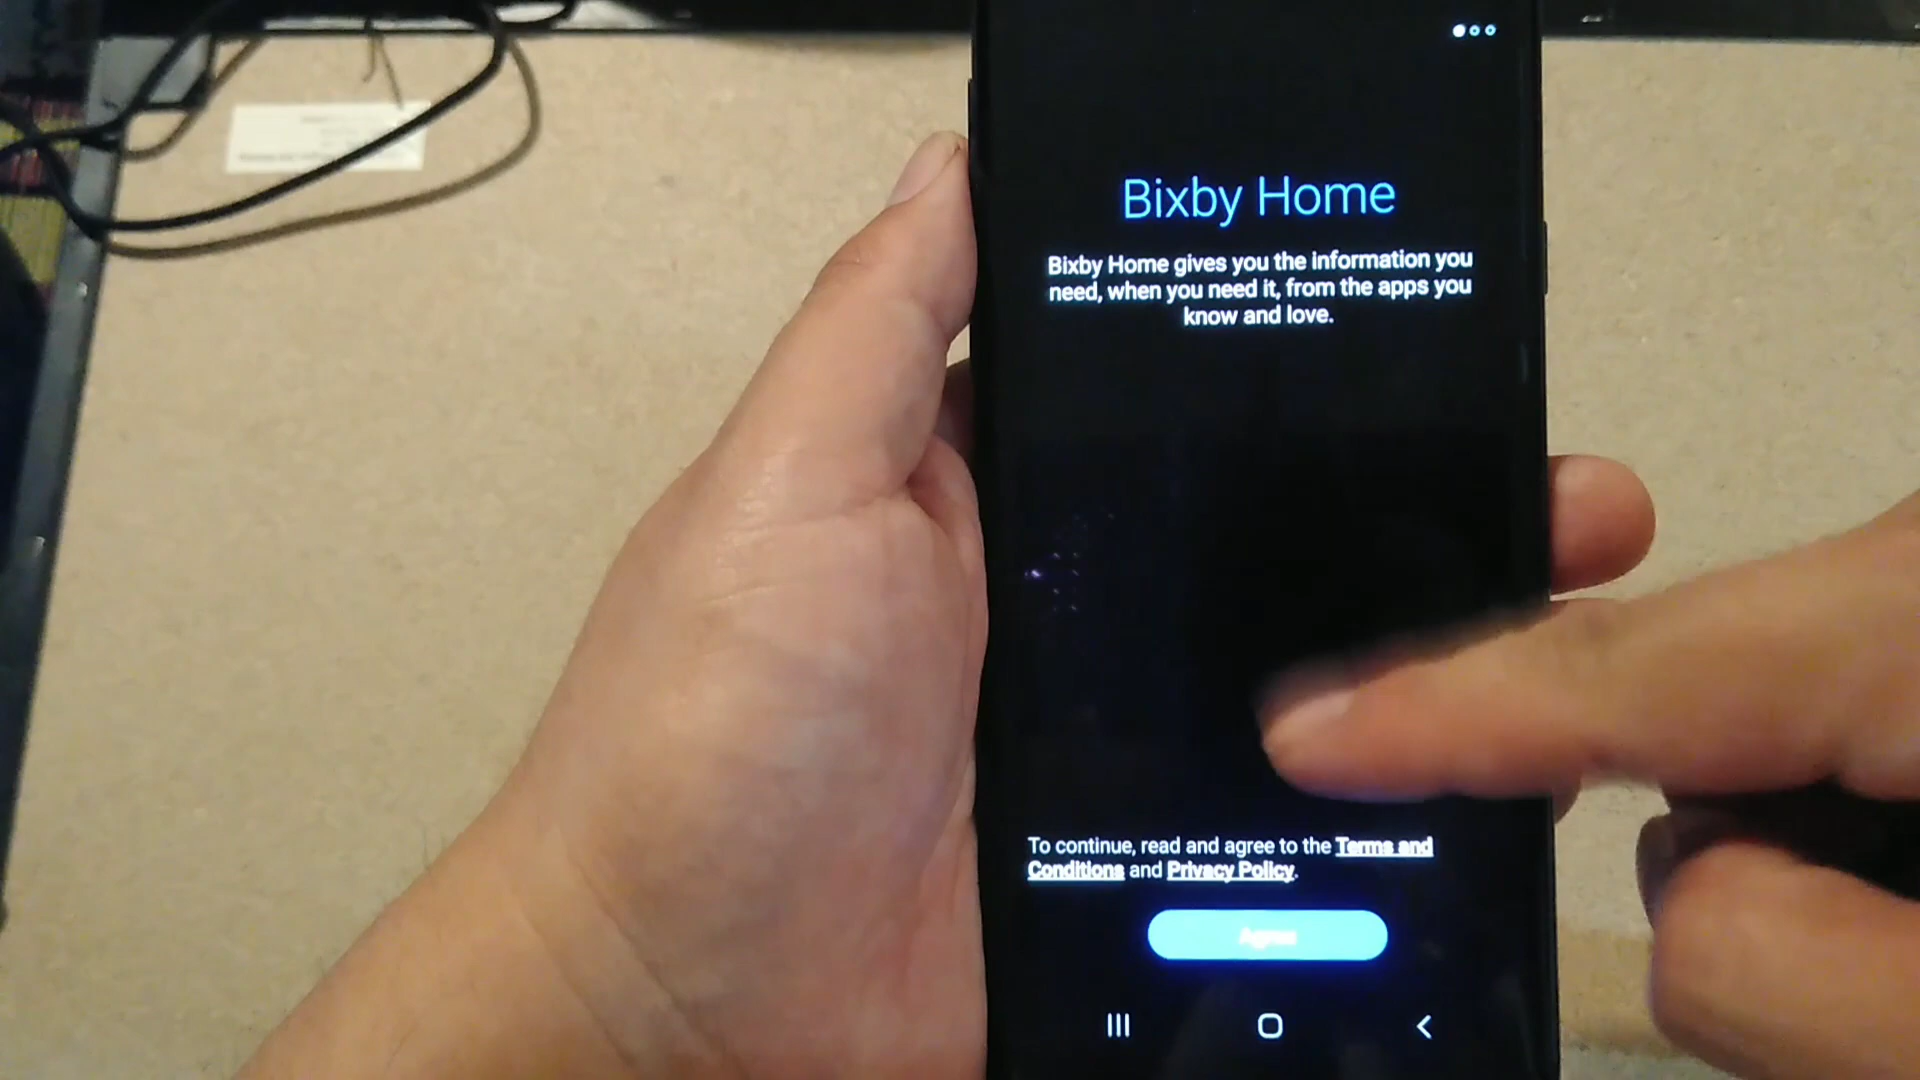 Bixby Home
Bixby Home gives you the information you
need, when you need it, from the apps you
know and love.
To continue, read and agree to the Terms and
Conditions and Privacy Policy.
Agree